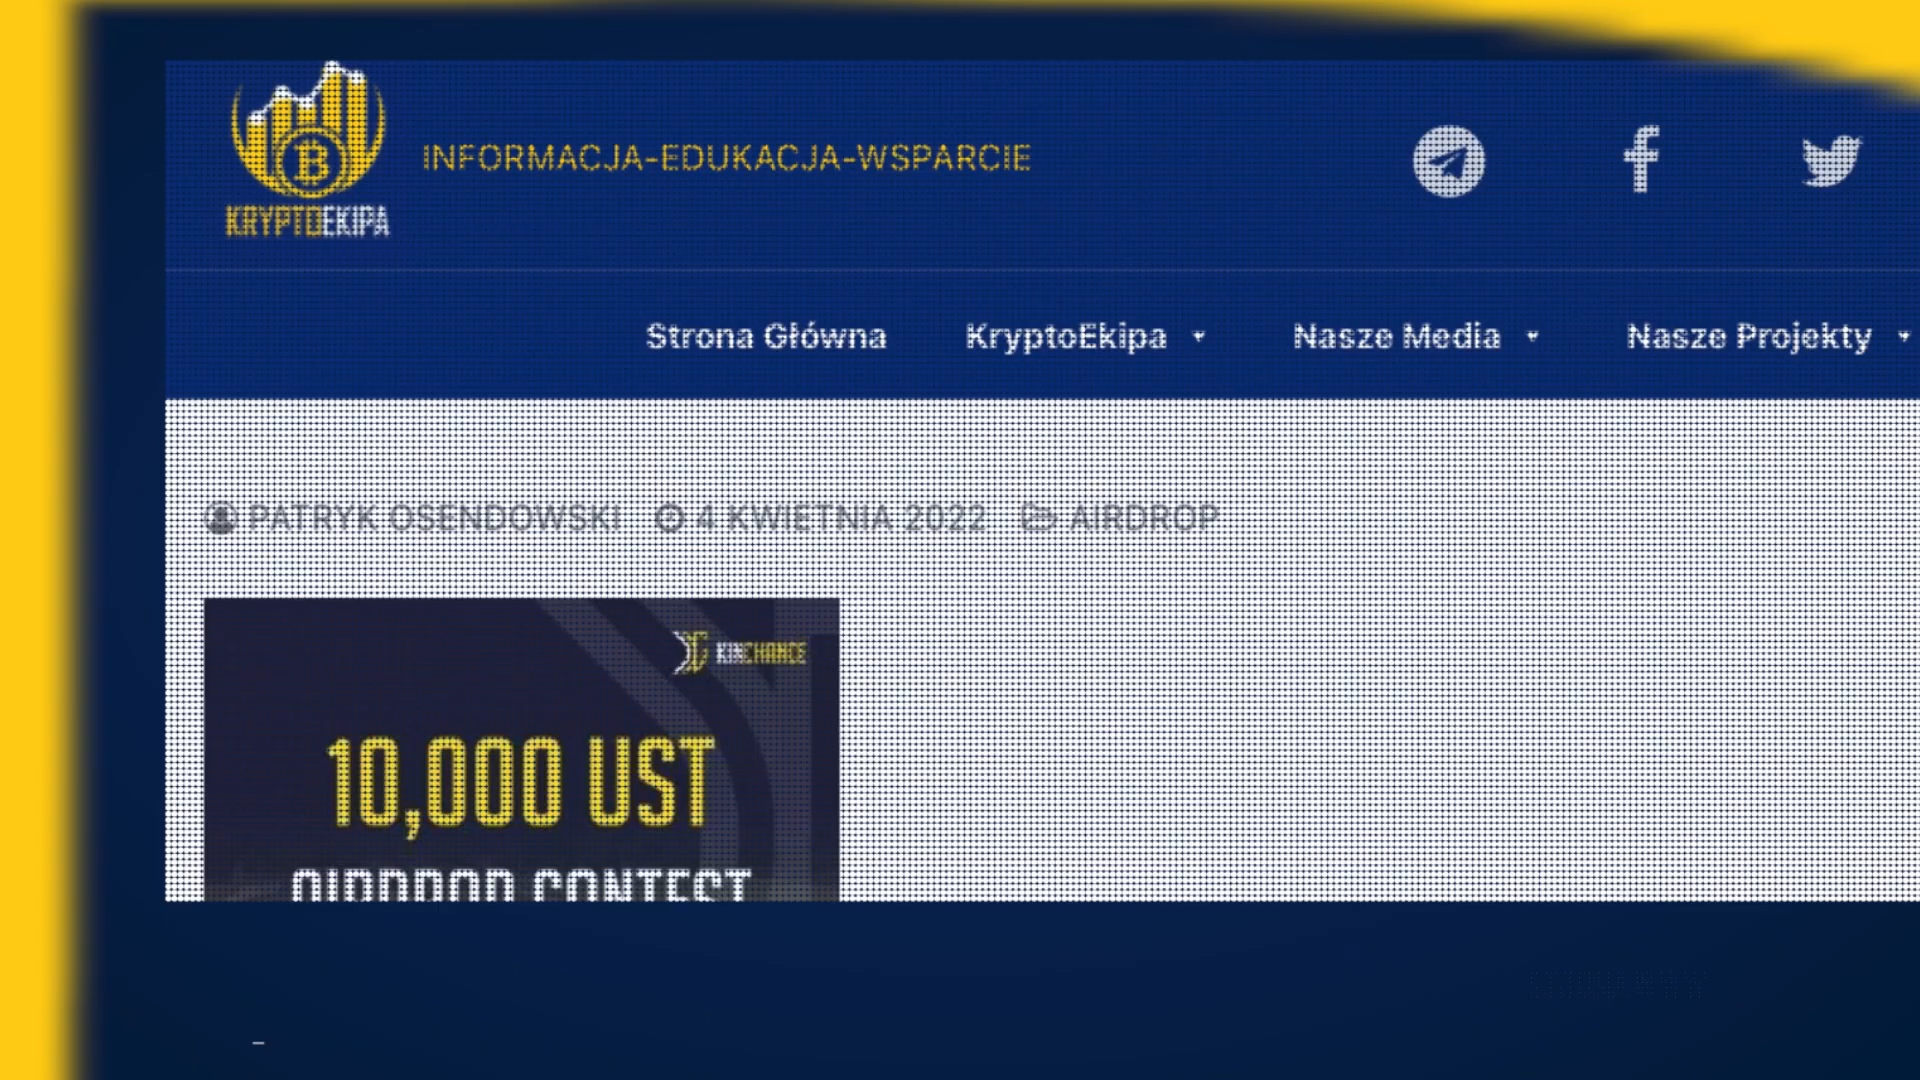 INFORMACJA-EDUKACJA-WSPARCIE
KRYPTOEKIPA
Strona Główna KryptoEkipa Nasze Media Nasze Projekty
PATRYK OSENDOWSKI 4 KWIETNIA 2022 AIRDROP
KINCHANCE
10,000 UST
AIRDROP CONTEST